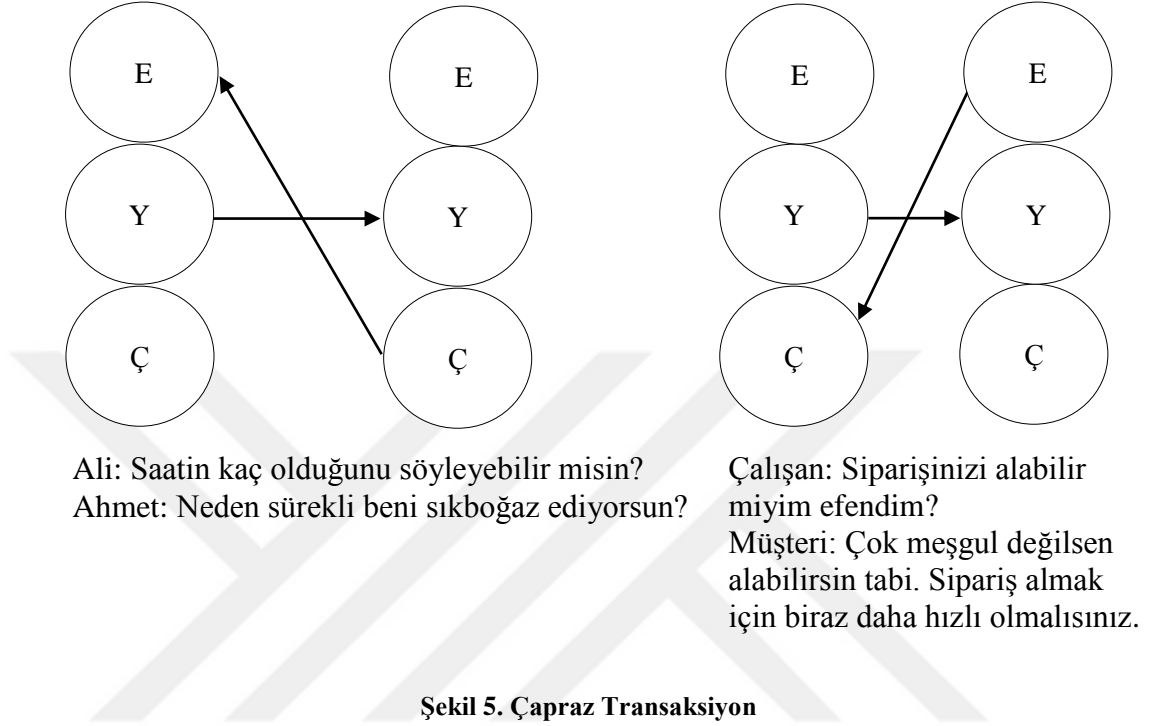 E E E E
Y Y Y Y
Ç Ç Ç Ç
Ali: Saatin kaç olduğunu söyleyebilir misin?
Ahmet: Neden sürekli beni sıkboğaz ediyorsun?
Çalışan: Siparişinizi alabilir
miyim efendim?
Müşteri: Çok meşgul değilsen
alabilirsin tabi. Sipariş almak
için biraz daha hızlı olmalısınız.
Şekil 5. Çapraz Transaksiyon